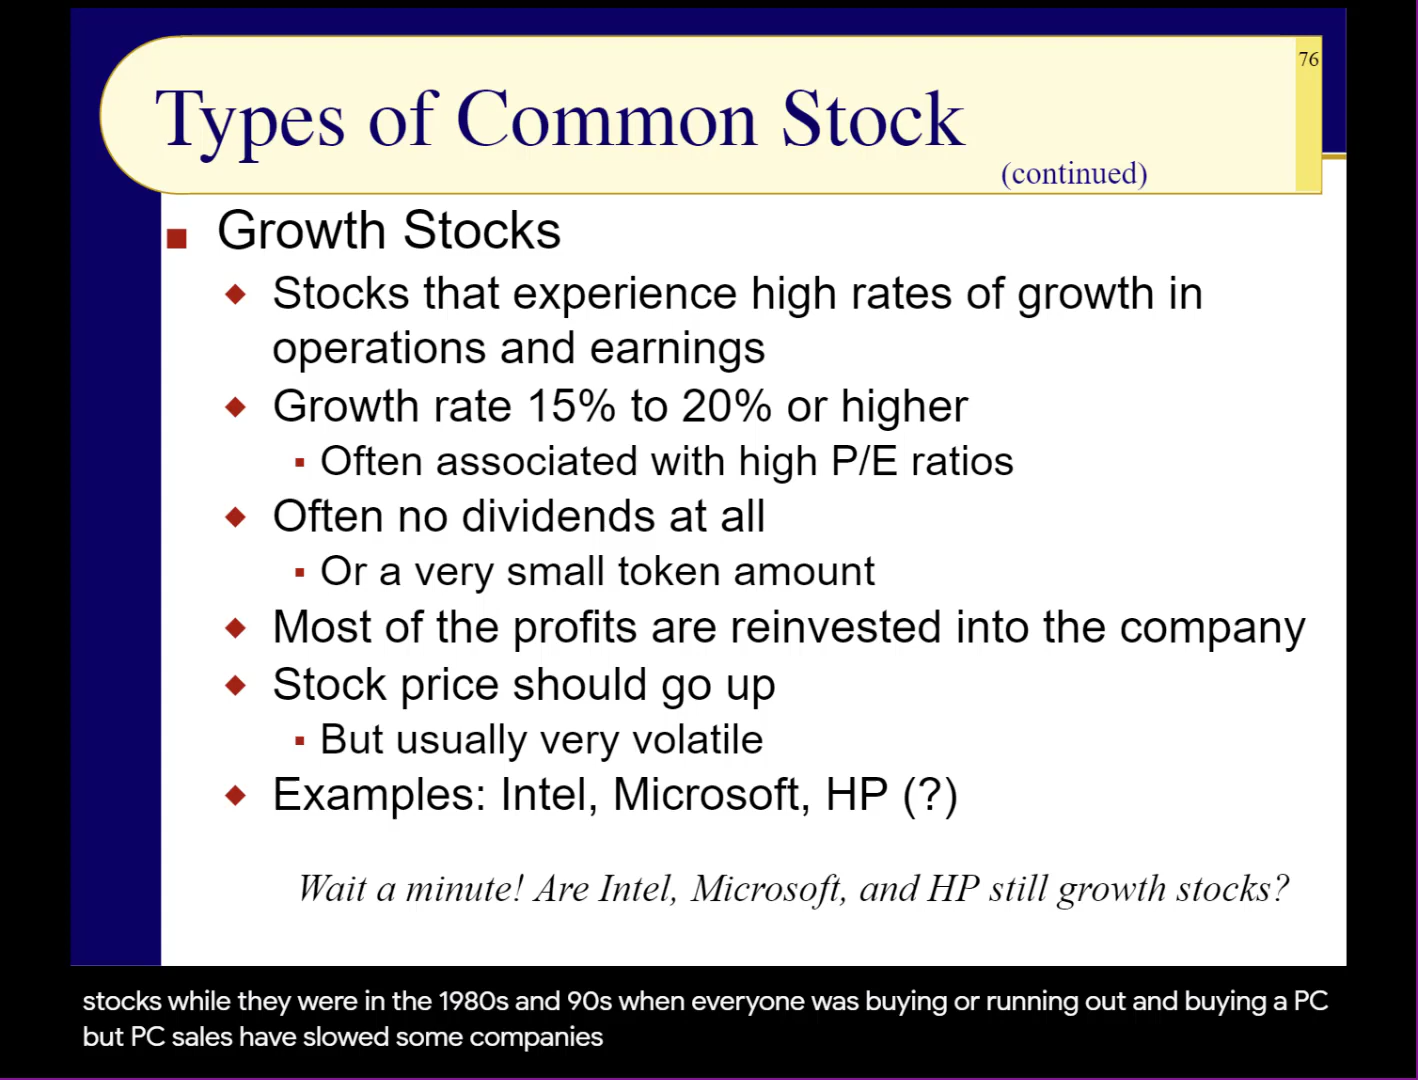 76
Types of Common Stock
(continued)
Growth Stocks
Stocks that experience high rates of growth in
operations and earnings
Growth rate 15% to 20% or higher
Often associated with high P/E ratios
Often no dividends at all
Or a very small token amount
Most of the profits are reinvested into the company
Stock price should go up
But usually very volatile
Examples: Intel, Microsoft, HP (?)
Wait a minute! Are Intel, Microsoft, and HP still growth stocks?
stocks while they were in the 1980s and 90s when everyone was buying or running out and buying a PC
but PC sales have slowed some companies